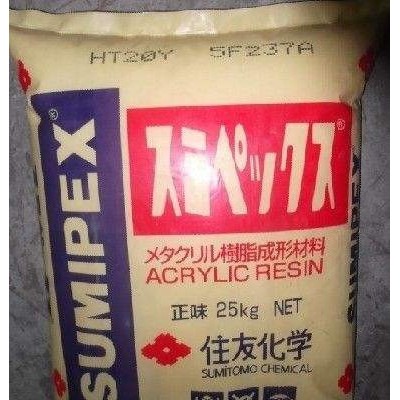 HT20Y 5F237A
SUMIPEX®
スミペックス®
メタクリル樹脂成形材料
ACRYLIC RESIN
正味 25kg NET
住友化学
SUMITOMO CHEMICAL
SUMIPEX